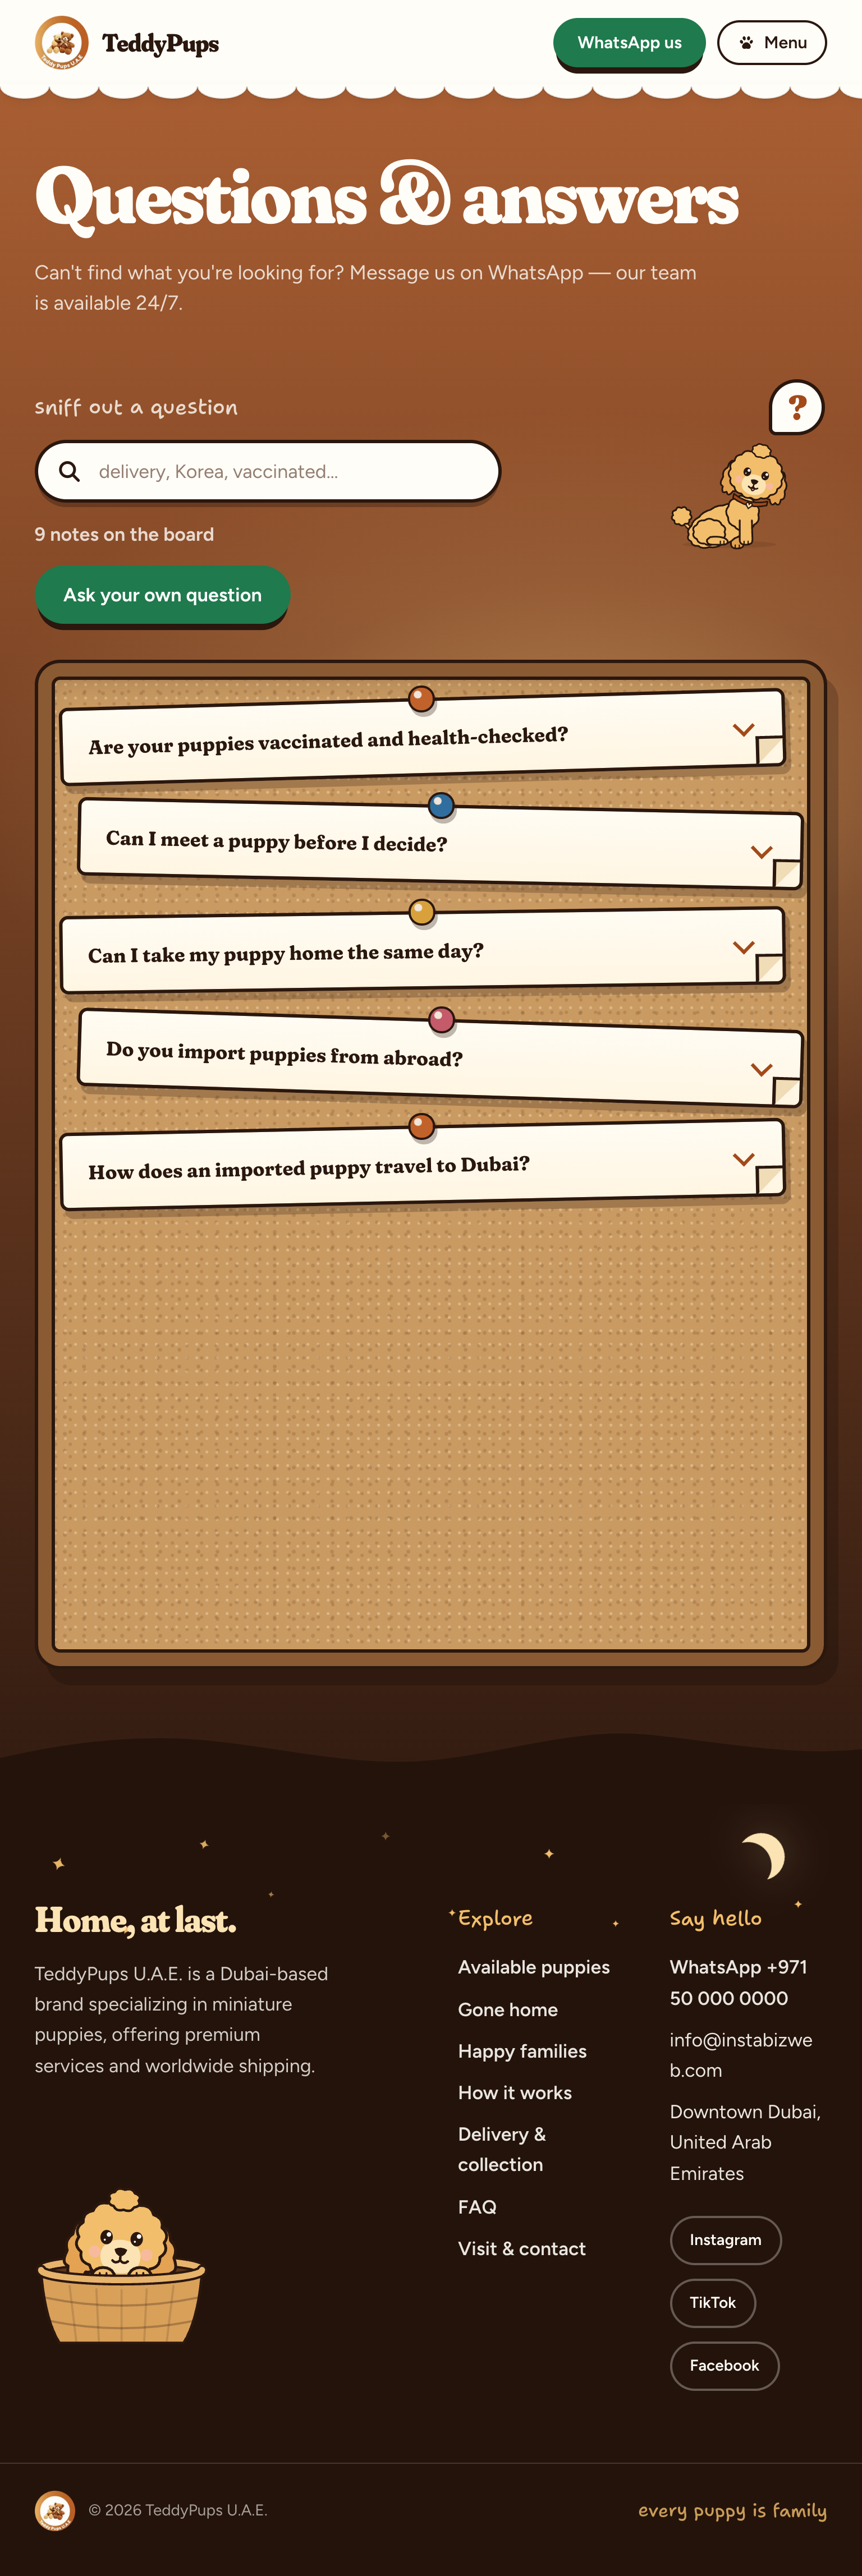 TeddyPups
WhatsApp us
Menu
Questions & answers
Can't find what you're looking for? Message us on WhatsApp — our team
is available 24/7.
sniff out a question
?
delivery, Korea, vaccinated...
9 notes on the board
Ask your own question
Are your puppies vaccinated and health-checked?
Can I meet a puppy before I decide?
Can I take my puppy home the same day?
Do you import puppies from abroad?
How does an imported puppy travel to Dubai?
Home, at last.
TeddyPups U.A.E. is a Dubai-based
brand specializing in miniature
puppies, offering premium
services and worldwide shipping.
Explore
Available puppies
Gone home
Happy families
How it works
Delivery &
collection
FAQ
Visit & contact
Say hello
WhatsApp +971
50 000 0000
info@instabizwe
b.com
Downtown Dubai,
United Arab
Emirates
Instagram
TikTok
Facebook
© 2026 TeddyPups U.A.E.
every puppy is family